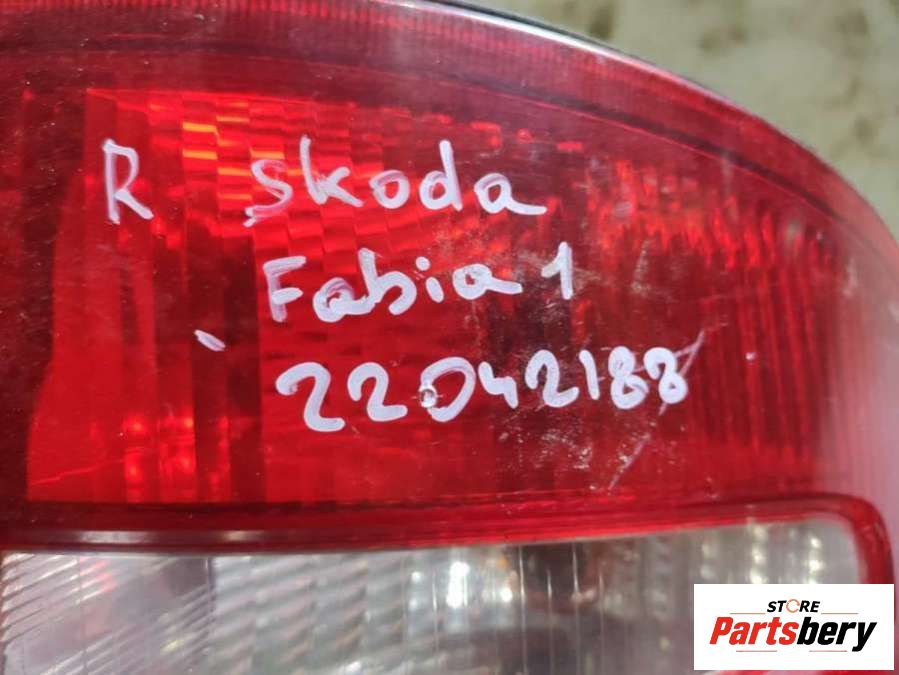 R Skoda
Fabia 1
22042188
STORE
Partsbery